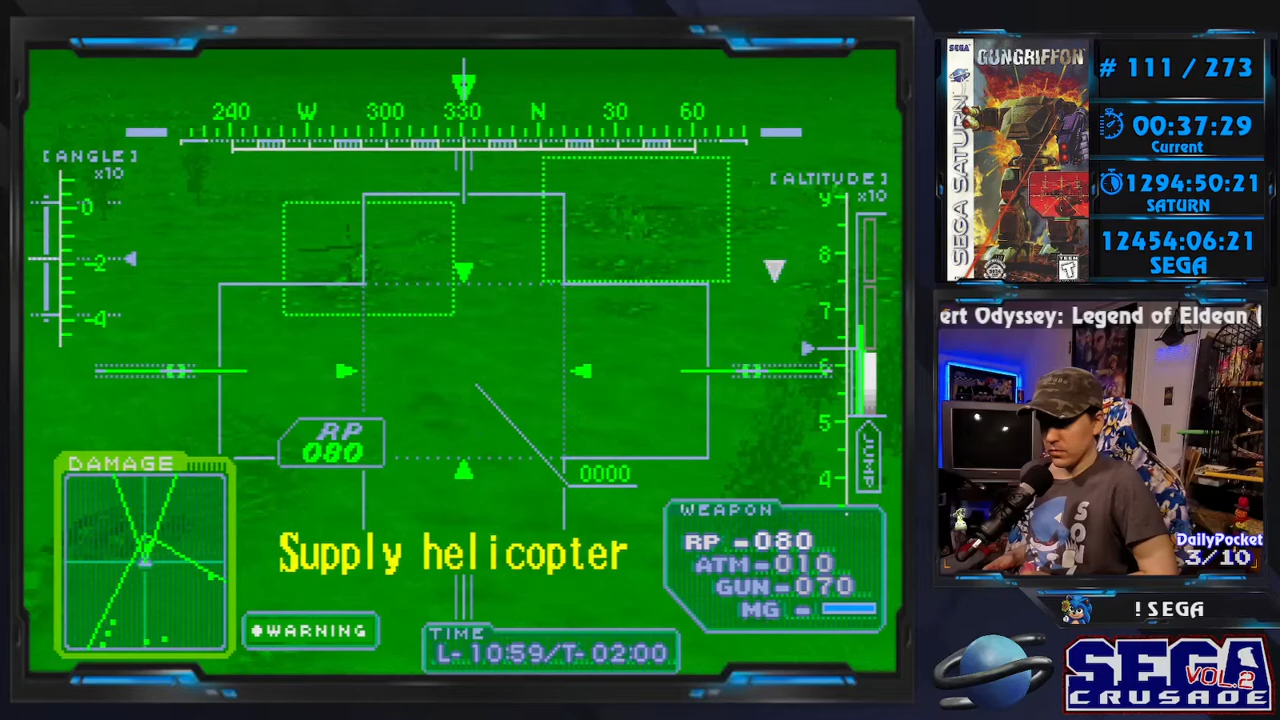 240 W 300 330 N 30 60
[ANGLE]
x10
0
-2
-4
[ALTITUDE]
x10
9
8
7
6
5
4
JUMP
RP
080
0000
DAMAGE
Supply helicopter
WARNING
TIME
L- 10:59/T- 02:00
WEAPON
RP -080
ATM-010
GUN-070
MG -
SEGA
GUNGRIFFON
SEGA SATURN
TEEN
T
# 111 / 273
00:37:29
Current
1294:50:21
SATURN
12454:06:21
SEGA
ert Odyssey: Legend of Eldean (
SON
DailyPocket
3/10
!SEGA
SEGA
VOL.2
CRUSADE